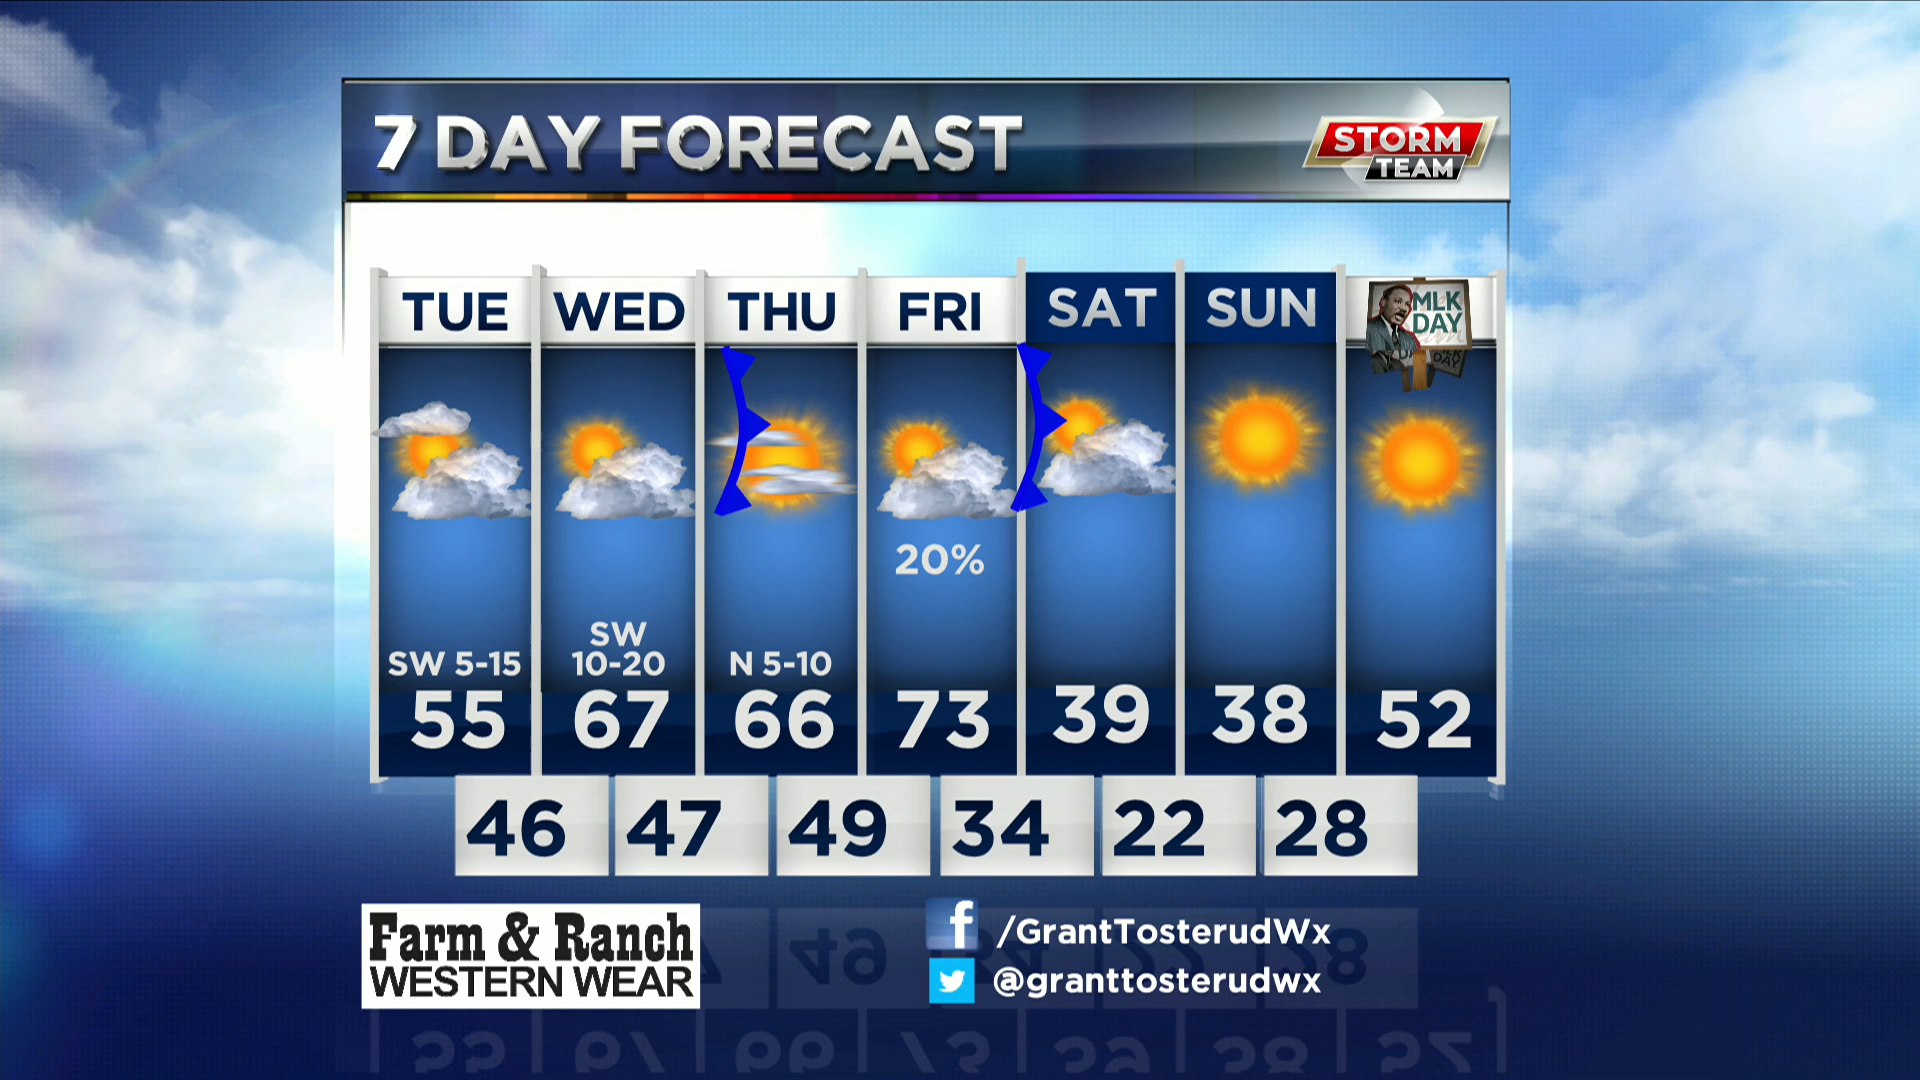 7 DAY FORECAST
STORM
TEAM
TUE WED THU FRI SAT SUN MLK
DAY
20%
SW
SW 5-15 10-20 N 5-10
55 67 66 73 39 38 52
46 47 49 34 22 28
Farm & Ranch
WESTERN WEAR
f /GrantTosterudWx
@granttosterudwx